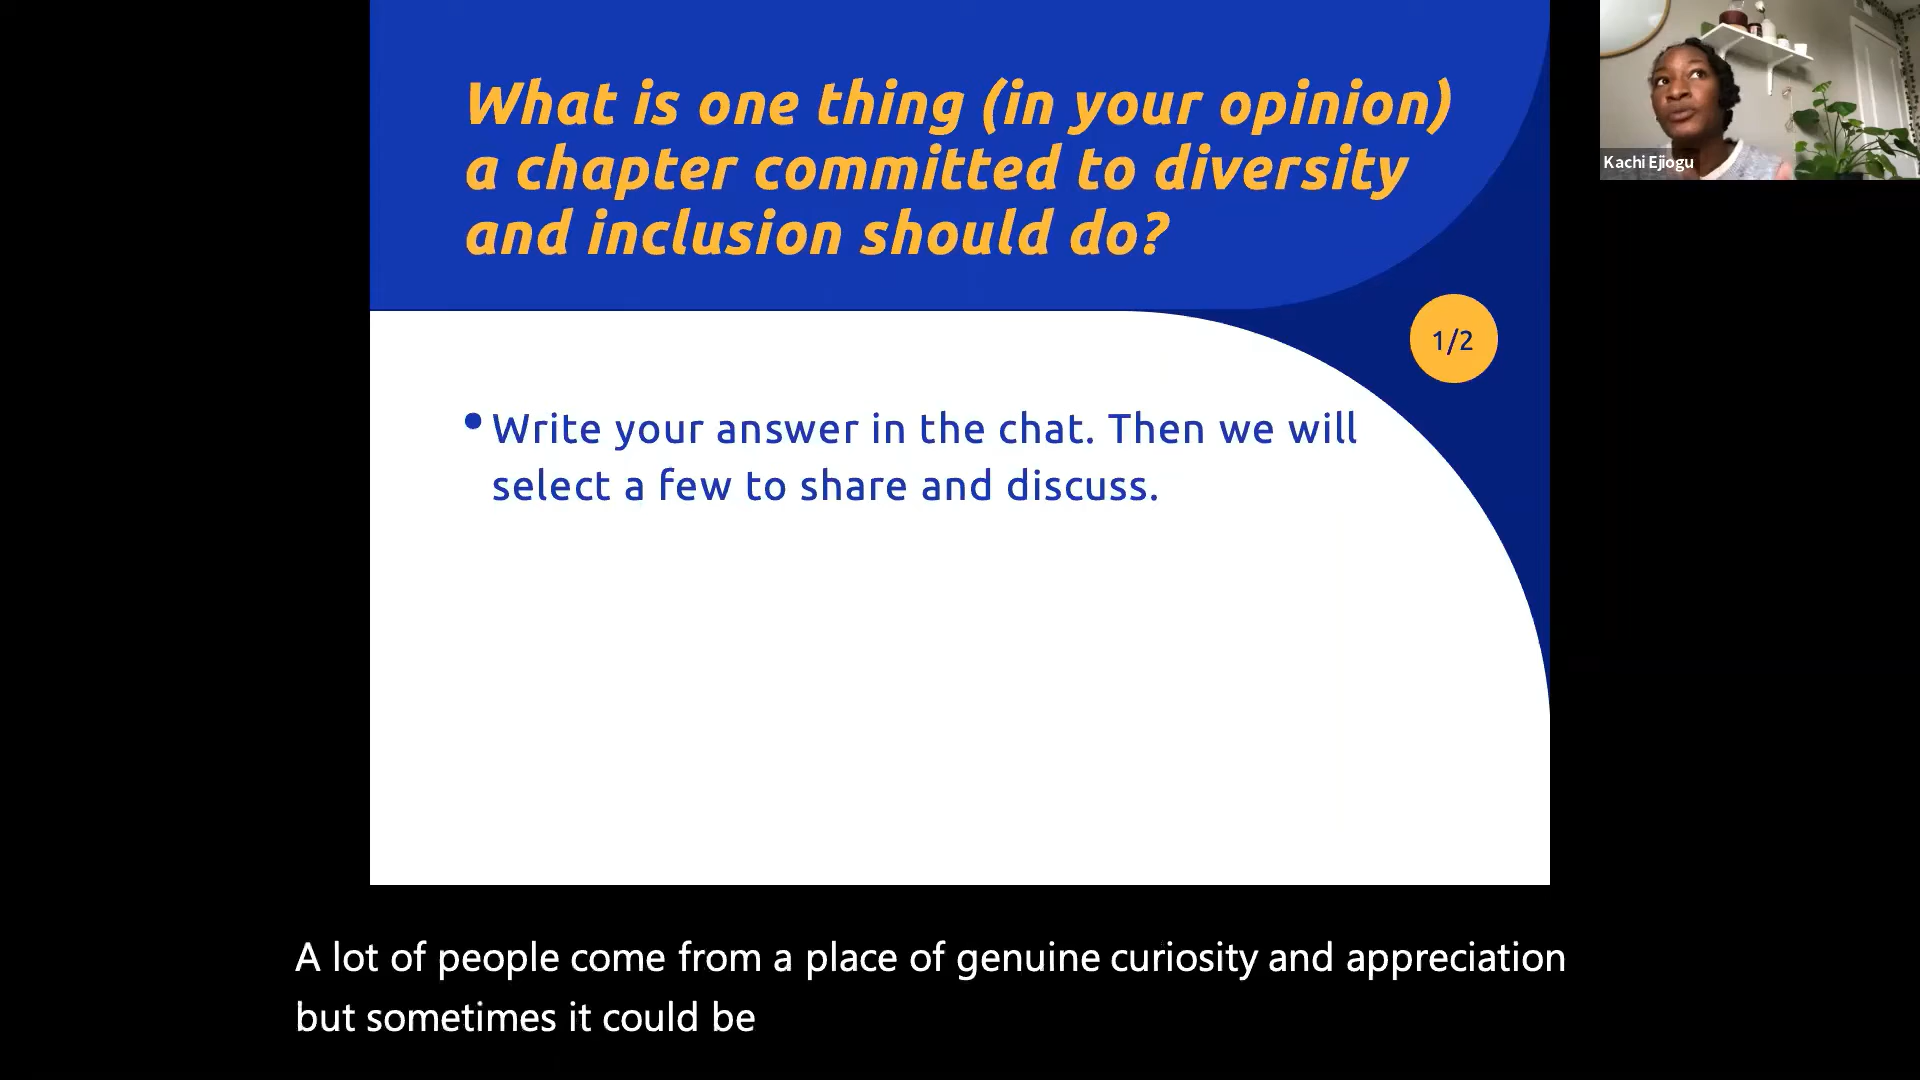 What is one thing (in your opinion)
a chapter committed to diversity
and inclusion should do?
1/2
• Write your answer in the chat. Then we will
select a few to share and discuss.
Kachi Ejiogu
A lot of people come from a place of genuine curiosity and appreciation
but sometimes it could be